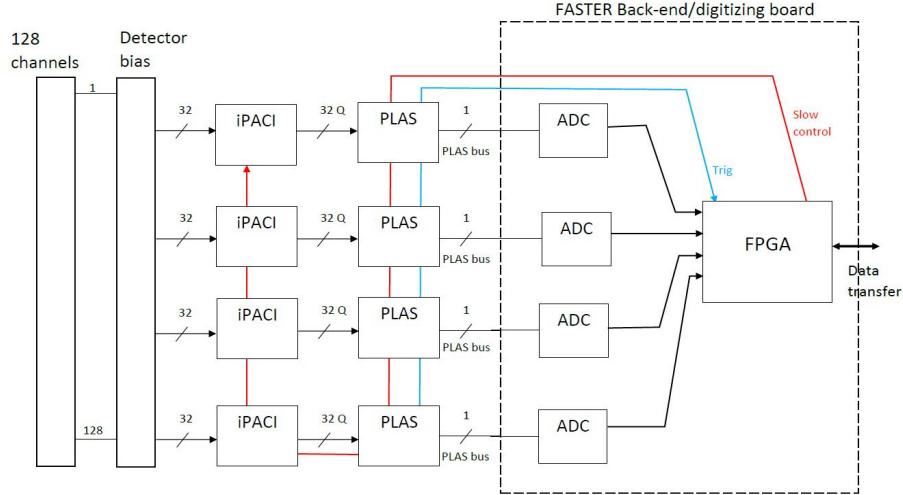 FASTER Back-end/digitizing board
128
channels
Detector
bias
1
32
iPACI
32 Q
PLAS
1
PLAS bus
ADC
Slow
control
Trig
32
iPACI
32 Q
PLAS
1
PLAS bus
ADC
FPGA
Data
transfer
32
iPACI
32 Q
PLAS
1
PLAS bus
ADC
128
32
iPACI
32 Q
PLAS
1
PLAS bus
ADC